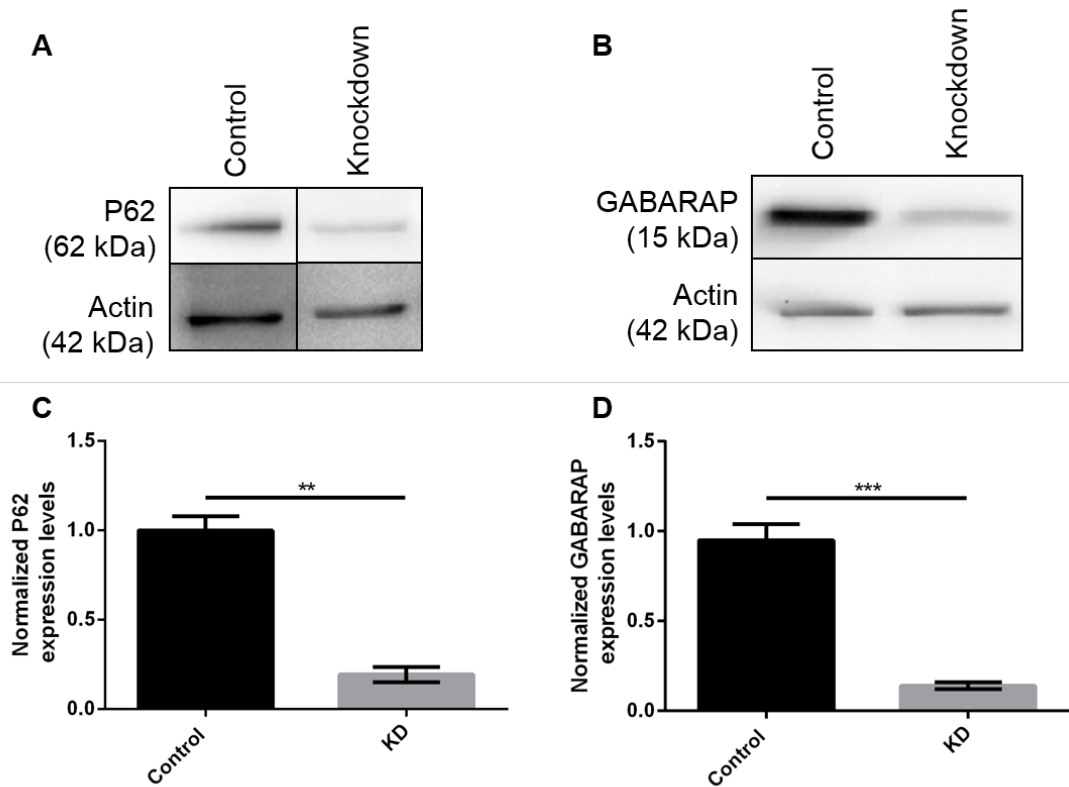 A
Control
Knockdown
P62
(62 kDa)
Actin
(42 kDa)
B
Control
Knockdown
GABARAP
(15 kDa)
Actin
(42 kDa)
C
Normalized P62
expression levels
1.5
1.0
0.5
0.0
**
Control
KD
D
Normalized GABARAP
expression levels
1.5
1.0
0.5
0.0
***
Control
KD